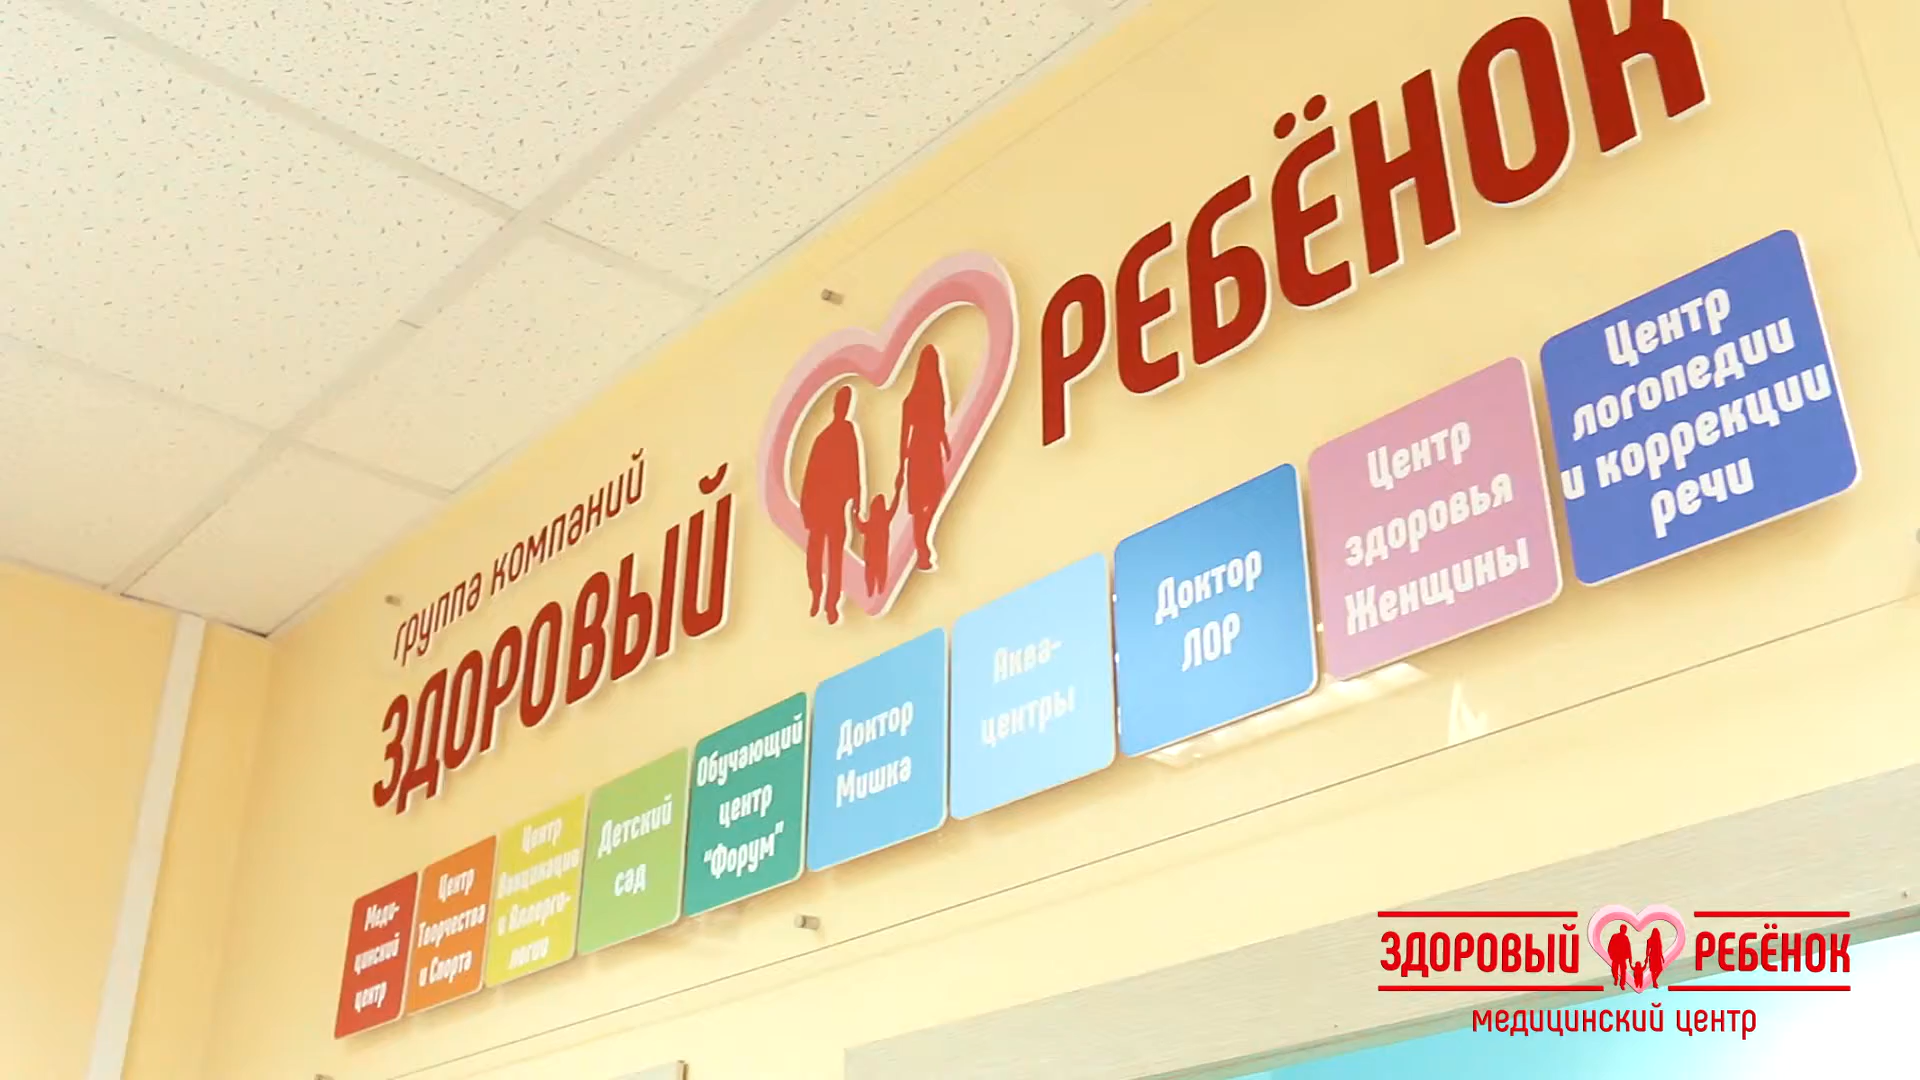 группа компаний
ЗДОРОВЫЙ РЕБЁНОК
Меди-
цинский
центр
Центр
Творчества
и Спорта
Центр
Вакцинации
и Аллерго-
логии
Детский
сад
Обучающий
центр
"Форум"
Доктор
Мишка
Аква-
центры
Доктор
ЛОР
Центр
здоровья
Женщины
Центр
логопедии
и коррекции
речи
ЗДОРОВЫЙ РЕБЁНОК
медицинский центр